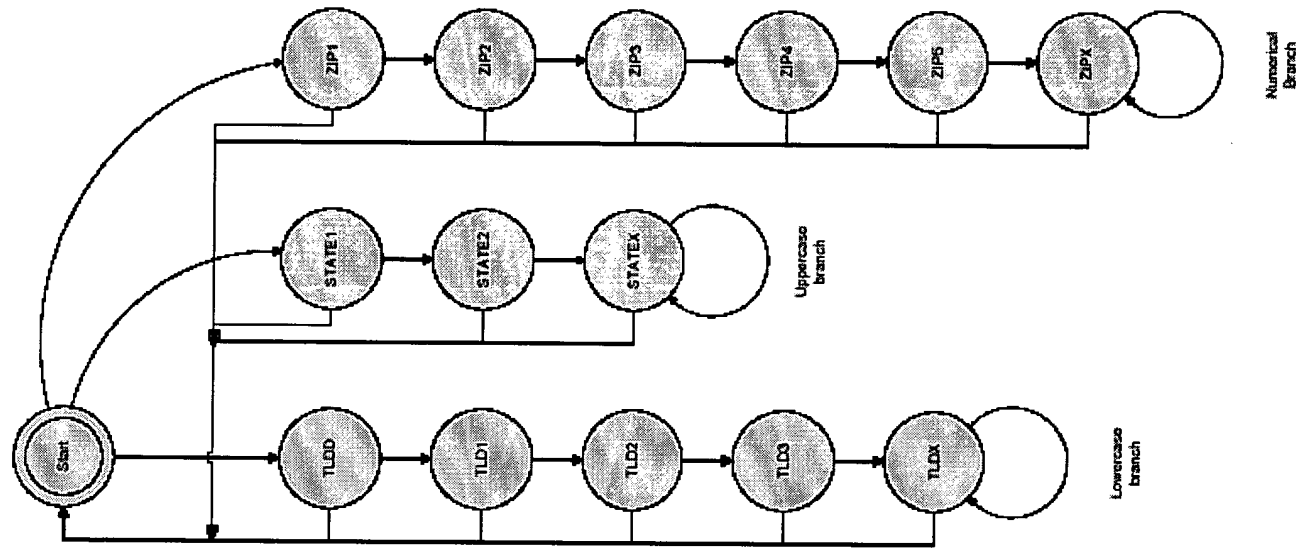 Start
TLDD
TLD1
TLD2
TLD3
TLDX
Lowercase
branch
STATE1
STATE2
STATEX
Uppercase
branch
ZIP1
ZIP2
ZIP3
ZIP4
ZIP5
ZIPX
Numerical
Branch